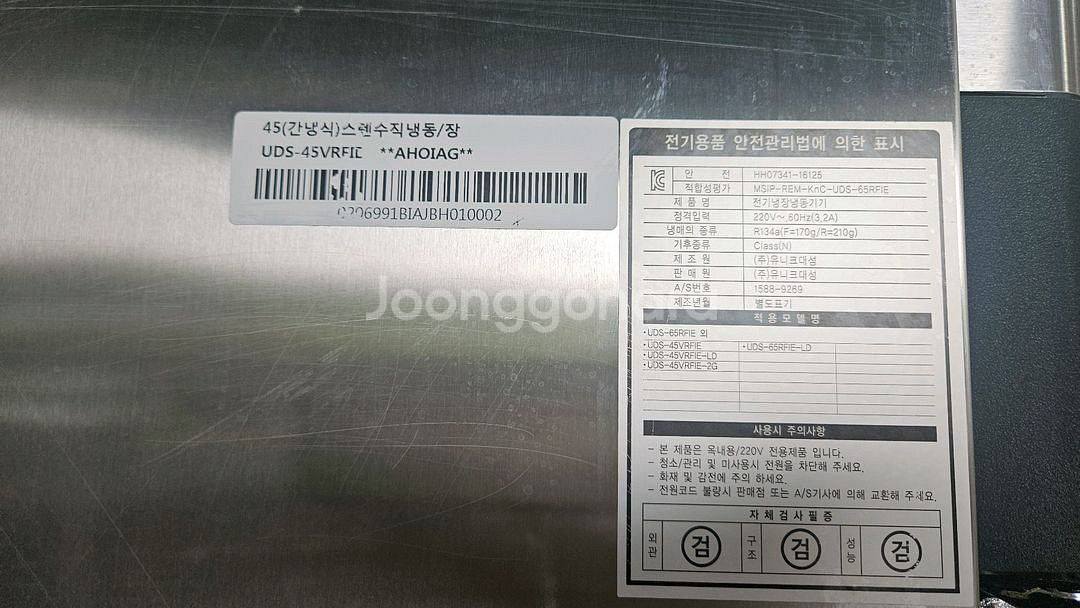 45(간냉식)스렌수직냉동/장
UDS-45VRFIE **AHOIAG**
0206991BIAJBH010002
전기용품 안전관리법에 의한 표시
안 전 HH07341-16125
적합성평가 MSIP-REM-KnC-UDS-65RFIE
제 품 명 전기냉장냉동기기
정격입력 220V~,60Hz(3,2A)
냉매의 종류 R134a(F=170g/R=210g)
기후종류 Class(N)
제 조 원 (주)유니크대성
판 매 원 (주)유니크대성
A/S번호 1588-9269
제조년월 별도표기
Joonggonara
적 용 모 델 명
·UDS-65RFIE 외
·UDS-45VRFIE ·UDS-65RFIE-LD
·UDS-45VRFIE-LD
·UDS-45VRFIE-2G
사용시 주의사항
- 본 제품은 옥내용/220V 전용제품 입니다.
- 청소/관리 및 미사용시 전원을 차단해 주세요.
- 화재 및 감전에 주의 하세요.
- 전원코드 불량시 판매점 또는 A/S기사에 의해 교환해 주세요.
자 체 검 사 필 증
외관 검 구조 검 성능 검